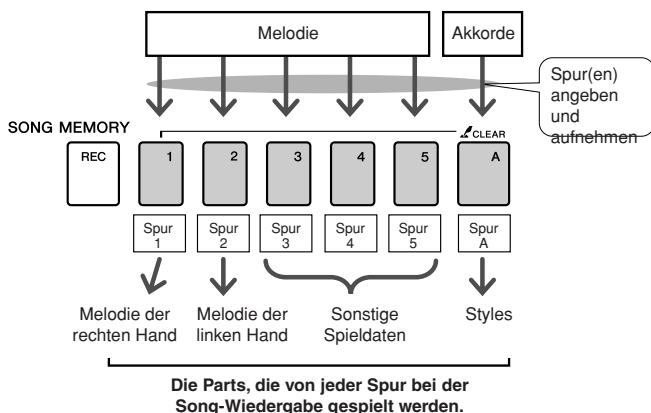 Melodie
Akkorde
Spur(en)
angeben
und
aufnehmen
SONG MEMORY
CLEAR
REC
1
2
3
4
5
A
Spur
1
Spur
2
Spur
3
Spur
4
Spur
5
Spur
A
Melodie der
rechten Hand
Melodie der
linken Hand
Sonstige
Spieldaten
Styles
Die Parts, die von jeder Spur bei der
Song-Wiedergabe gespielt werden.